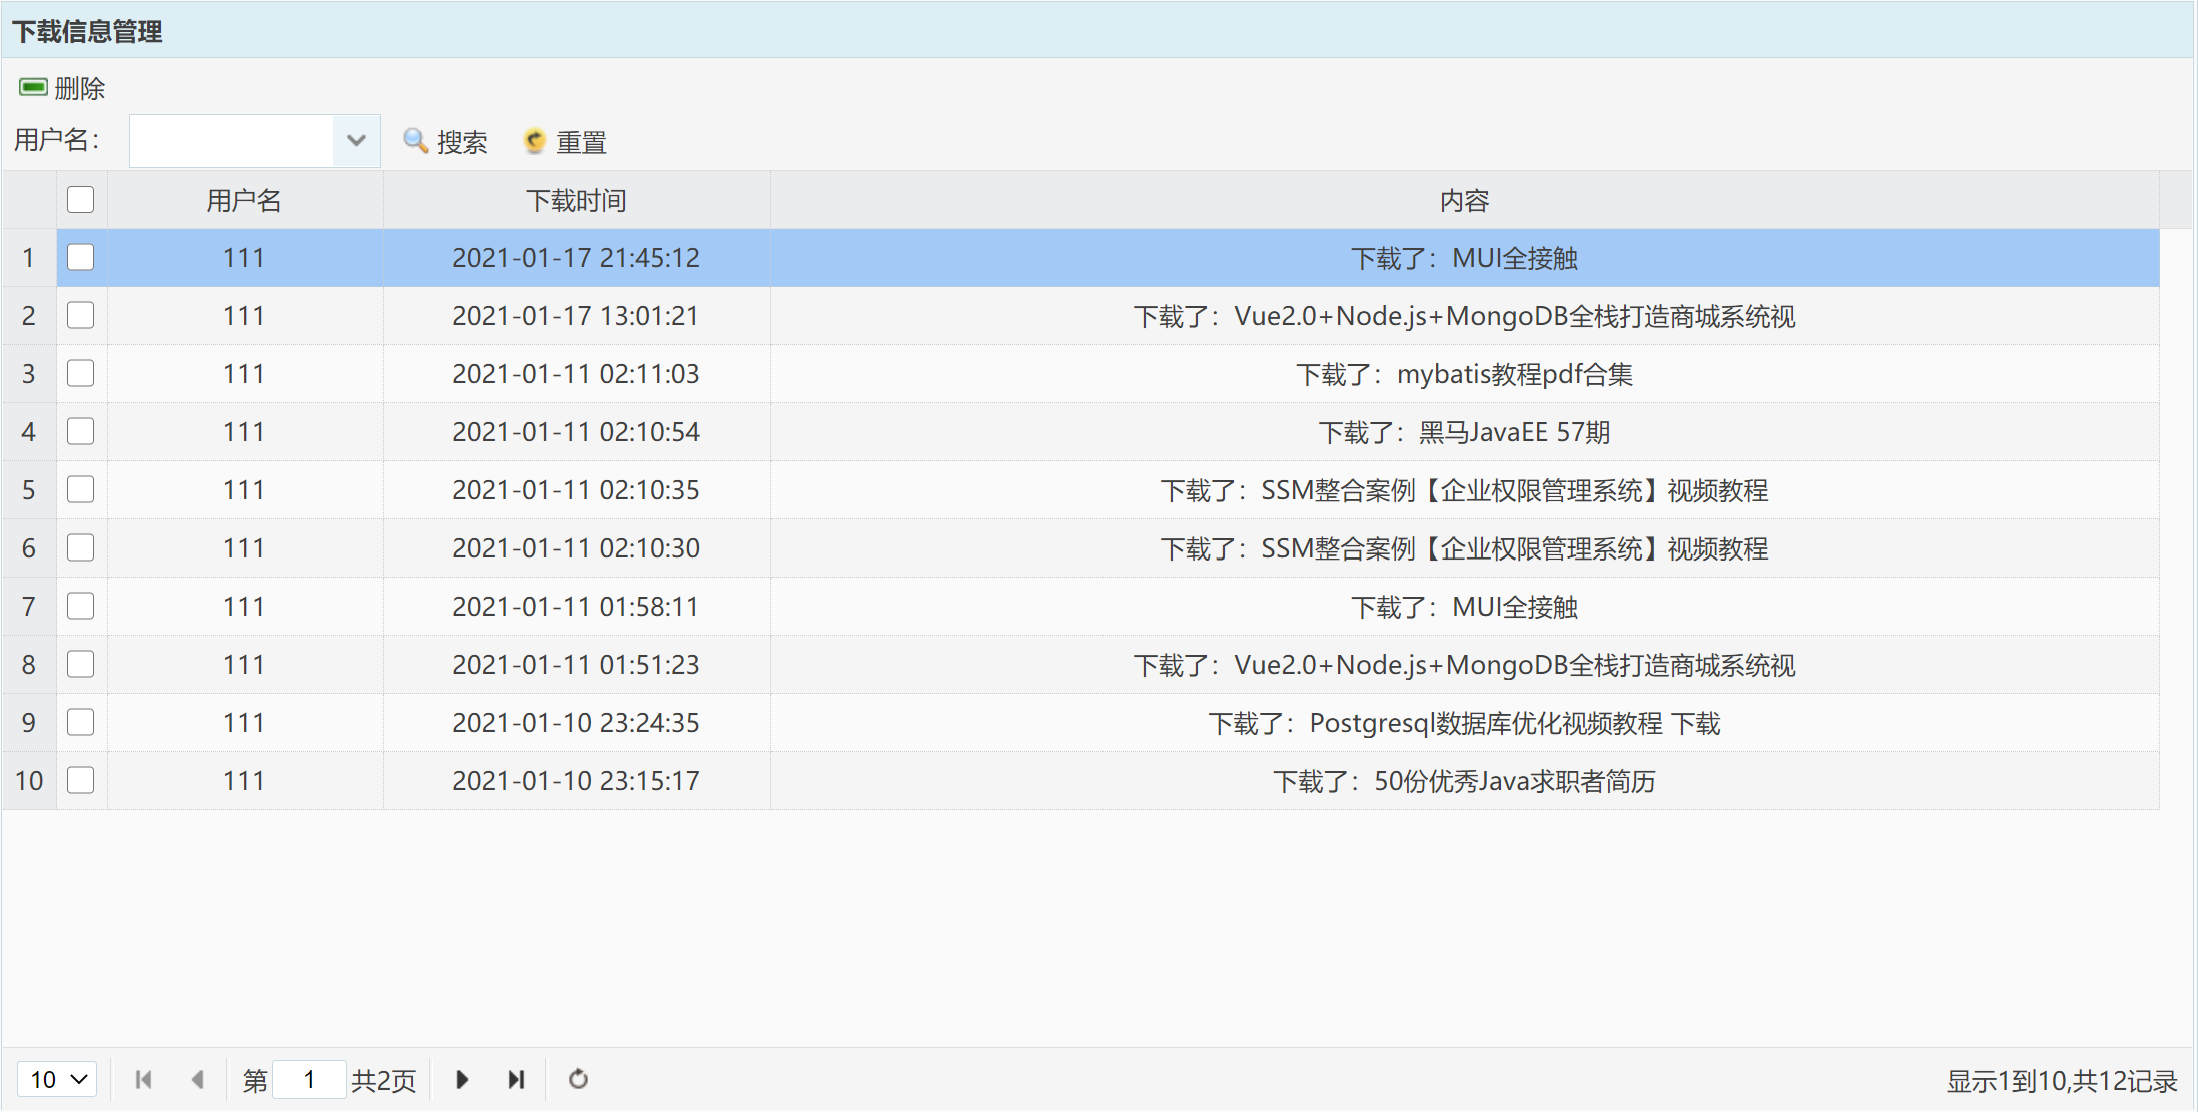 下载信息管理
删除
用户名： 搜索 重置
用户名 下载时间 内容
1 111 2021-01-17 21:45:12 下载了：MUI全接触
2 111 2021-01-17 13:01:21 下载了：Vue2.0+Node.js+MongoDB全栈打造商城系统视
3 111 2021-01-11 02:11:03 下载了：mybatis教程pdf合集
4 111 2021-01-11 02:10:54 下载了：黑马JavaEE 57期
5 111 2021-01-11 02:10:35 下载了：SSM整合案例【企业权限管理系统】视频教程
6 111 2021-01-11 02:10:30 下载了：SSM整合案例【企业权限管理系统】视频教程
7 111 2021-01-11 01:58:11 下载了：MUI全接触
8 111 2021-01-11 01:51:23 下载了：Vue2.0+Node.js+MongoDB全栈打造商城系统视
9 111 2021-01-10 23:24:35 下载了：Postgresql数据库优化视频教程 下载
10 111 2021-01-10 23:15:17 下载了：50份优秀Java求职者简历
10 第 1 共2页 显示1到10,共12记录